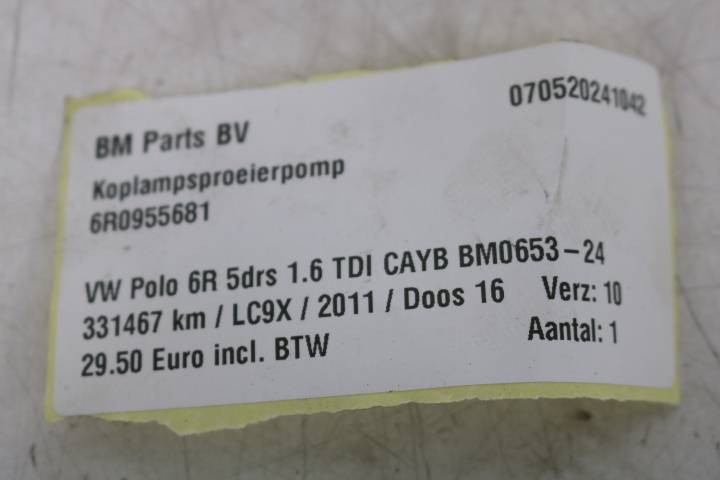 070520241042
BM Parts BV
Koplampsproeierpomp
6R0955681
VW Polo 6R 5drs 1.6 TDI CAYB BM0653-24
331467 km / LC9X / 2011 / Doos 16 Verz: 10
29.50 Euro incl. BTW Aantal: 1